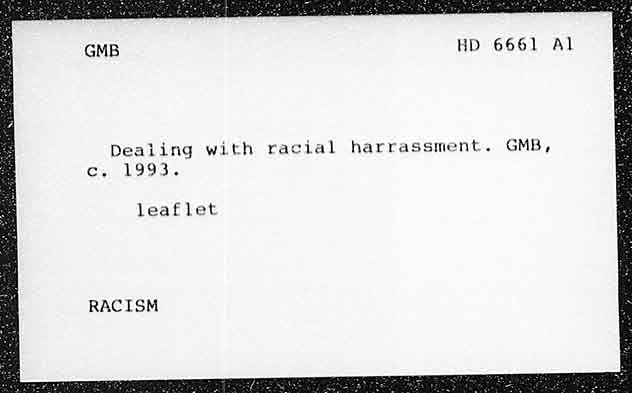 GMB HD 6661 A1
Dealing with racial harrassment. GMB,
c. 1993.
leaflet
RACISM